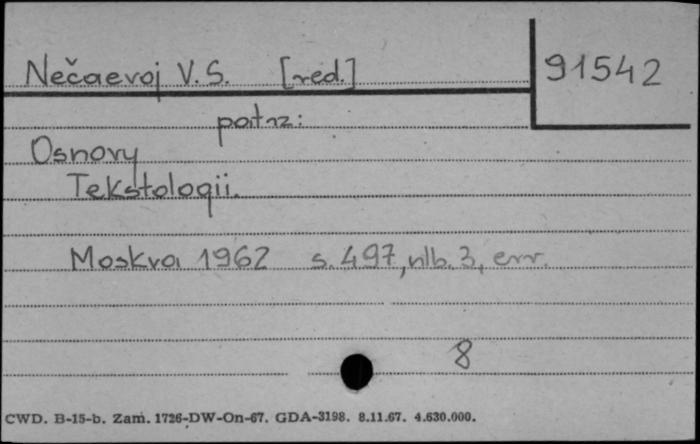 Nečaevoj V.S. [red.] 91542
patrz:
Osnovy
Tekstologii.
Moskva 1962 s. 497, nlb. 3, err.
8
CWD. B-15-b. Zam. 1726-DW-On-67. GDA-3198. 8.11.67. 4.630.000.